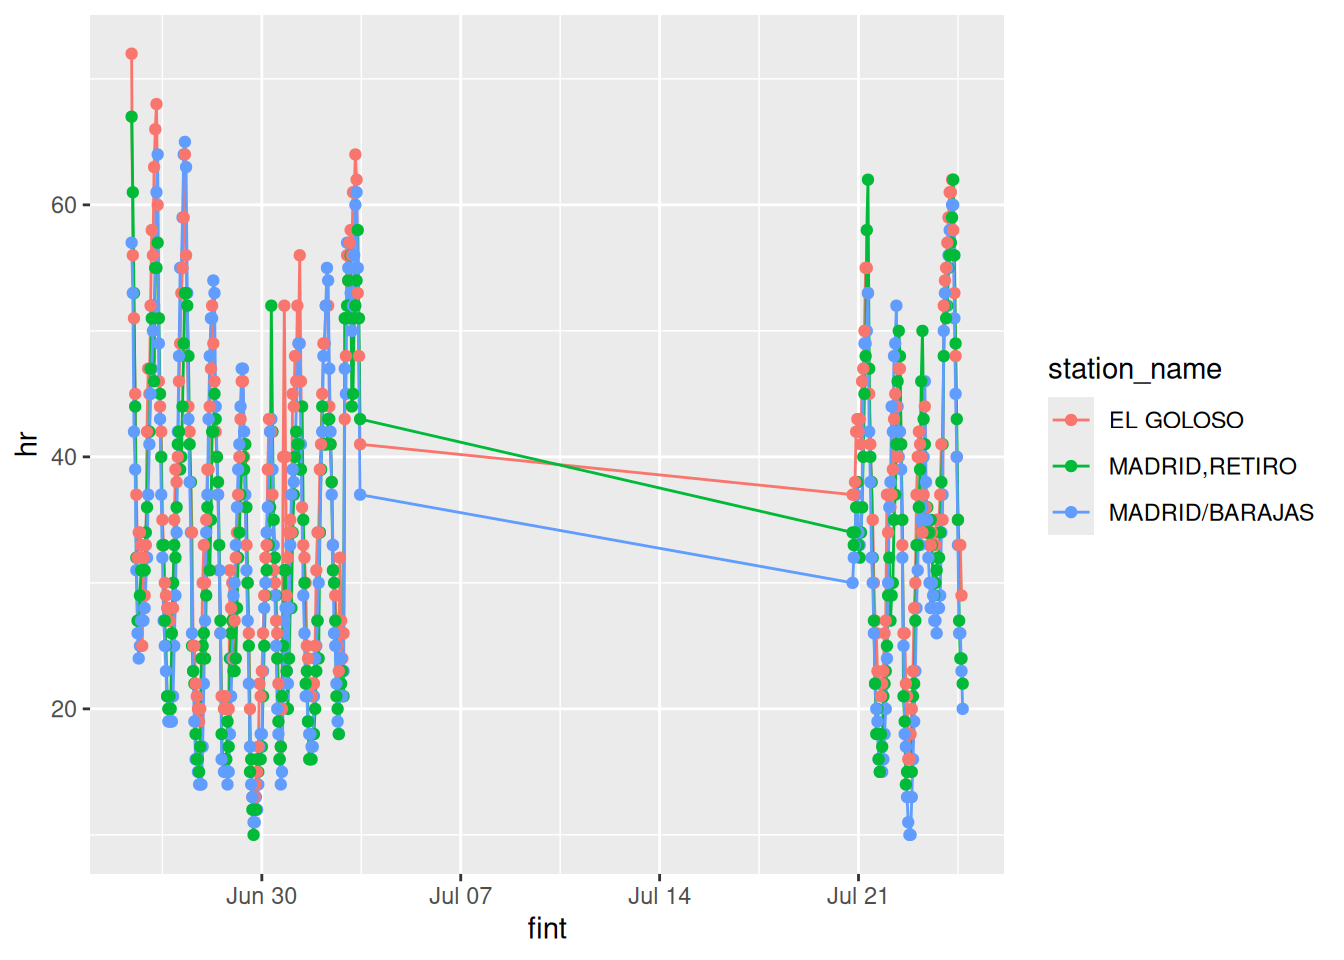 60
40
20
hr
Jun 30
Jul 07
Jul 14
Jul 21
fint
station_name
EL GOLOSO
MADRID,RETIRO
MADRID/BARAJAS